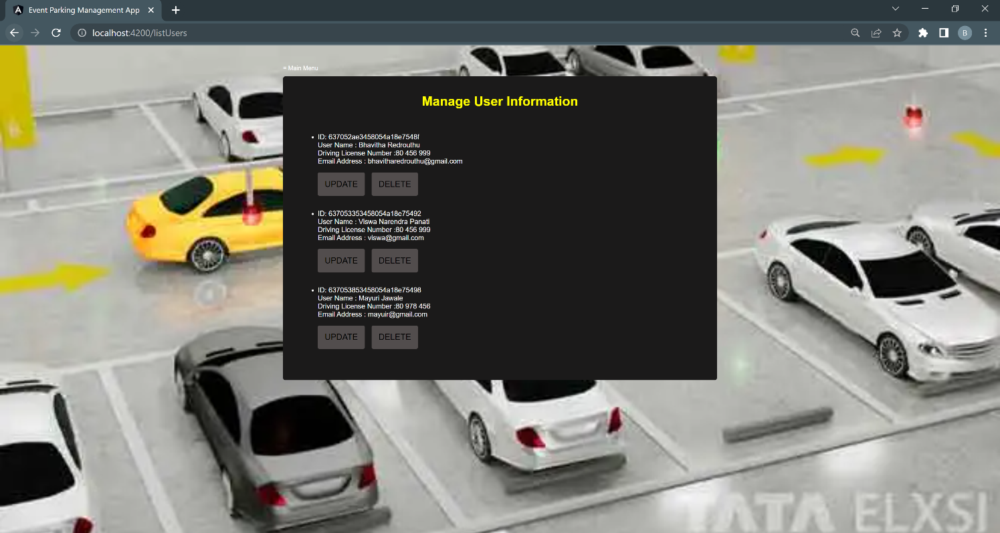 Event Parking Management App
localhost:4200/listUsers
B
= Main Menu
Manage User Information
• ID: 637052ae3458054a18e7548f
User Name : Bhavitha Redrouthu
Driving License Number :80 456 999
Email Address : bhavitharedrouthu@gmail.com
UPDATE DELETE
• ID: 637053353458054a18e75492
User Name : Viswa Narendra Panati
Driving License Number :80 456 999
Email Address : viswa@gmail.com
UPDATE DELETE
• ID: 637053853458054a18e75498
User Name : Mayuri Jawale
Driving License Number :80 978 456
Email Address : mayuir@gmail.com
UPDATE DELETE
TATA ELXSI